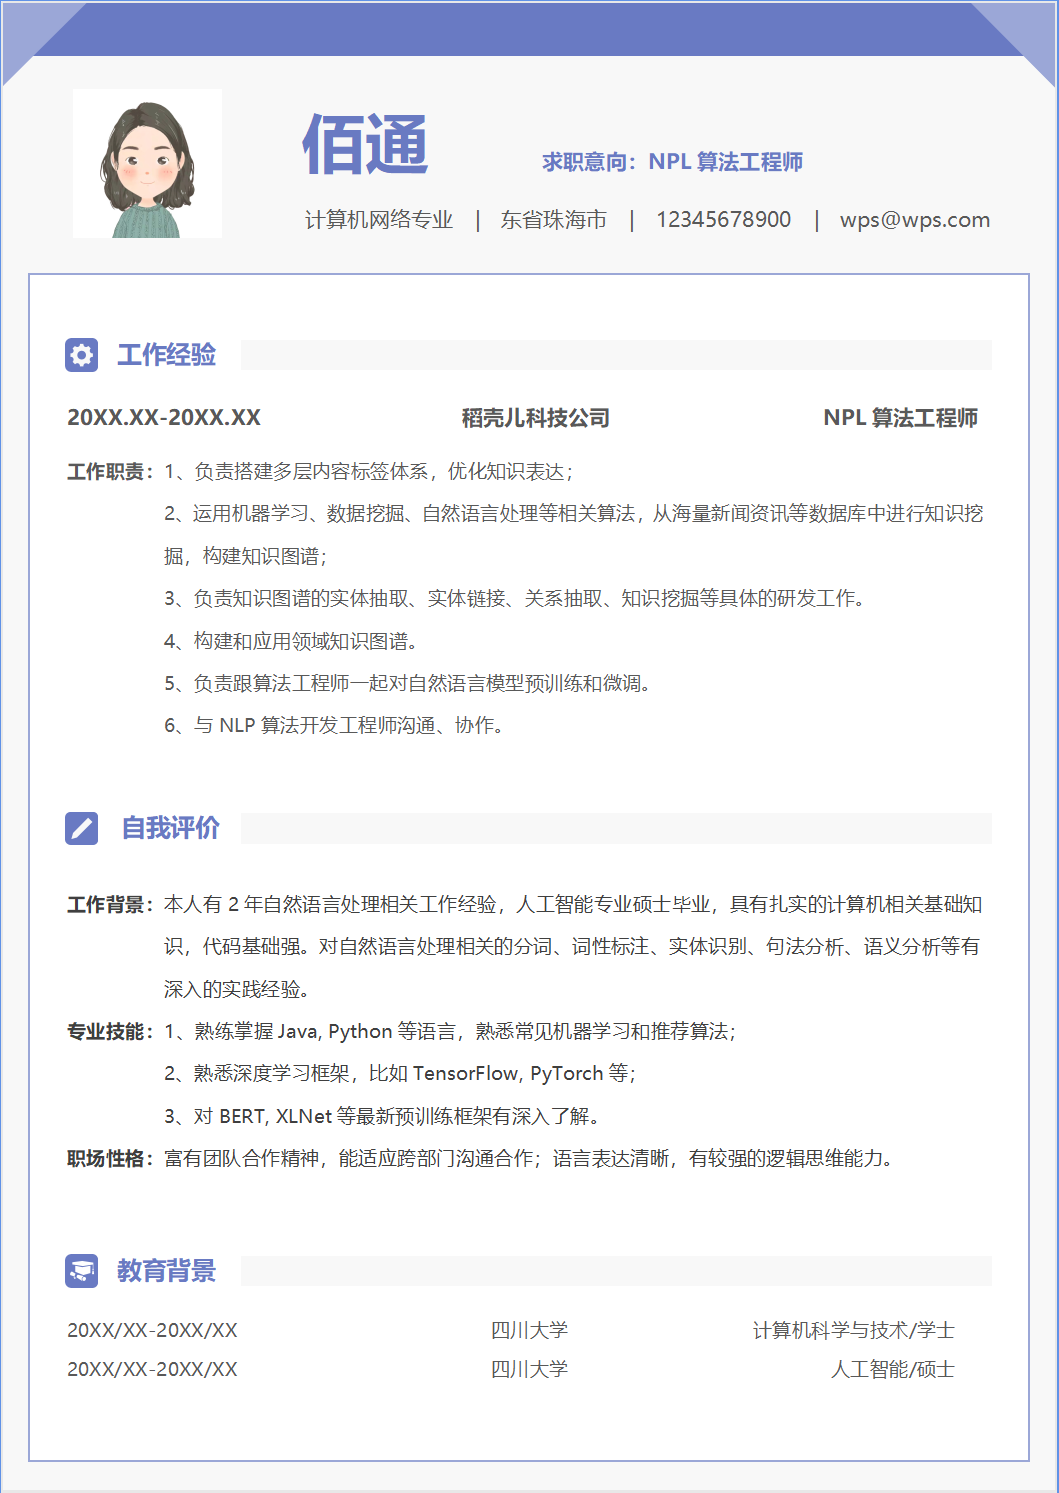 佰通
求职意向：NPL 算法工程师
计算机网络专业 | 东省珠海市 | 12345678900 | wps@wps.com
工作经验
20XX.XX-20XX.XX 稻壳儿科技公司 NPL 算法工程师
工作职责：1、负责搭建多层内容标签体系，优化知识表达；
2、运用机器学习、数据挖掘、自然语言处理等相关算法，从海量新闻资讯等数据库中进行知识挖
掘，构建知识图谱；
3、负责知识图谱的实体抽取、实体链接、关系抽取、知识挖掘等具体的研发工作。
4、构建和应用领域知识图谱。
5、负责跟算法工程师一起对自然语言模型预训练和微调。
6、与 NLP 算法开发工程师沟通、协作。
自我评价
工作背景：本人有 2 年自然语言处理相关工作经验，人工智能专业硕士毕业，具有扎实的计算机相关基础知
识，代码基础强。对自然语言处理相关的分词、词性标注、实体识别、句法分析、语义分析等有
深入的实践经验。
专业技能：1、熟练掌握 Java, Python 等语言，熟悉常见机器学习和推荐算法；
2、熟悉深度学习框架，比如 TensorFlow, PyTorch 等；
3、对 BERT, XLNet 等最新预训练框架有深入了解。
职场性格：富有团队合作精神，能适应跨部门沟通合作；语言表达清晰，有较强的逻辑思维能力。
教育背景
20XX/XX-20XX/XX 四川大学 计算机科学与技术/学士
20XX/XX-20XX/XX 四川大学 人工智能/硕士